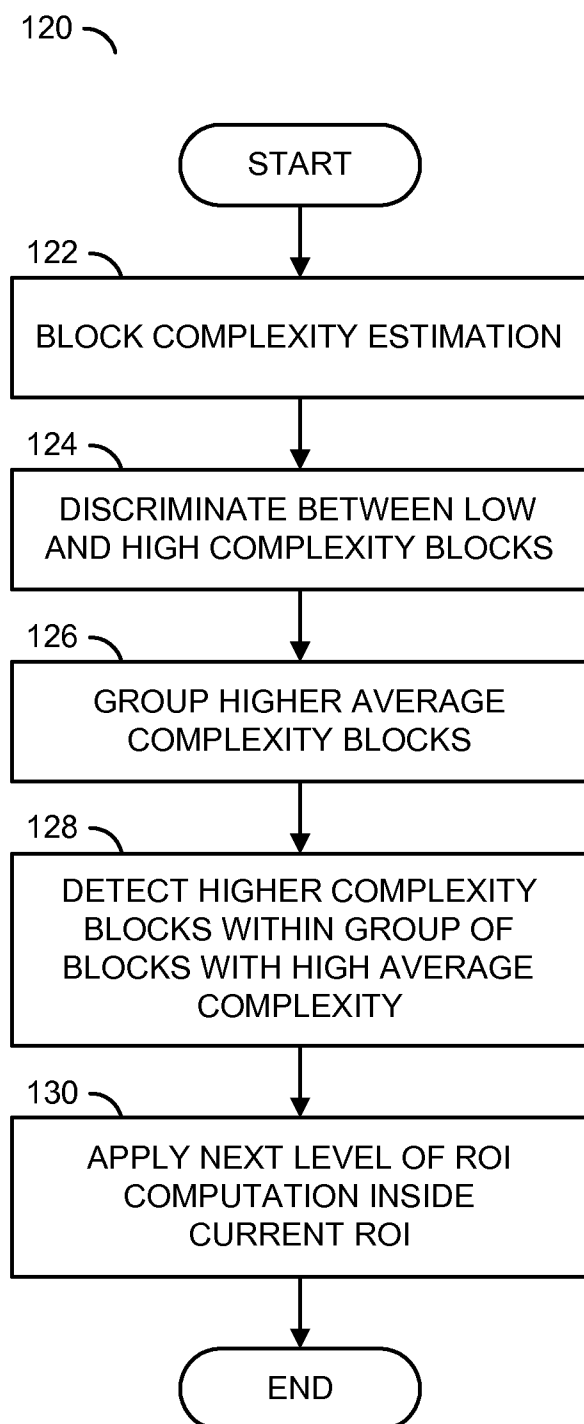 120
START
122
BLOCK COMPLEXITY ESTIMATION
124
DISCRIMINATE BETWEEN LOW
AND HIGH COMPLEXITY BLOCKS
126
GROUP HIGHER AVERAGE
COMPLEXITY BLOCKS
128
DETECT HIGHER COMPLEXITY
BLOCKS WITHIN GROUP OF
BLOCKS WITH HIGH AVERAGE
COMPLEXITY
130
APPLY NEXT LEVEL OF ROI
COMPUTATION INSIDE
CURRENT ROI
END